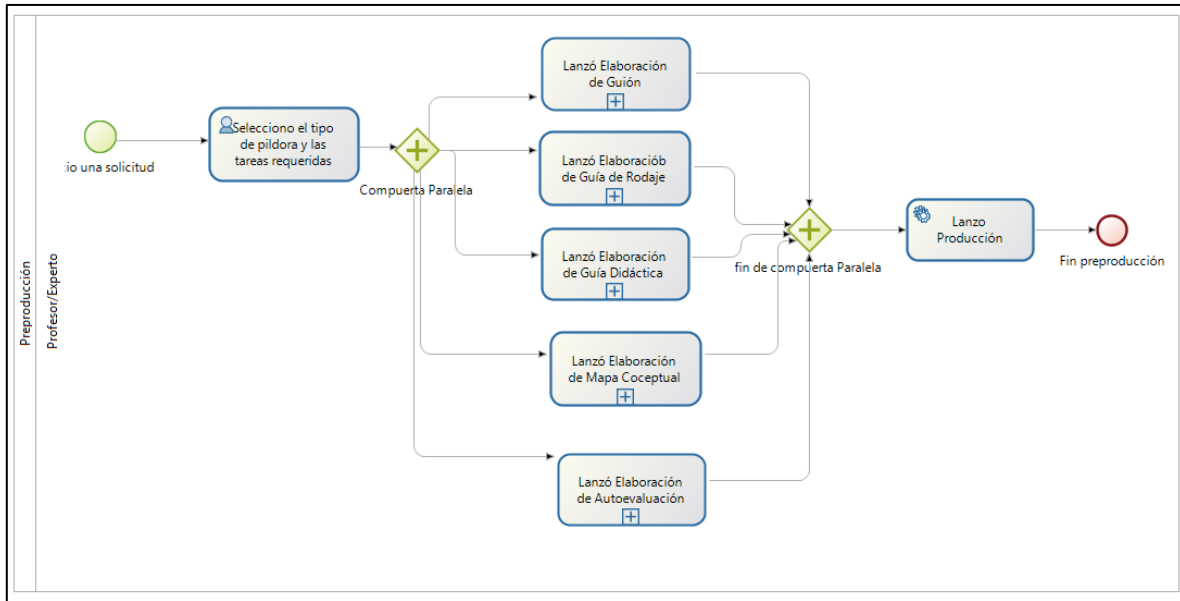 Preproducción
Profesor/Experto
:io una solicitud
Selecciono el tipo
de pildora y las
tareas requeridas
Compuerta Paralela
Lanzó Elaboración
de Guión
Lanzó Elaboraciób
de Guía de Rodaje
Lanzó Elaboración
de Guía Didáctica
Lanzó Elaboración
de Mapa Coceptual
Lanzó Elaboración
de Autoevaluación
fin de compuerta Paralela
Lanzo
Producción
Fin preproducción